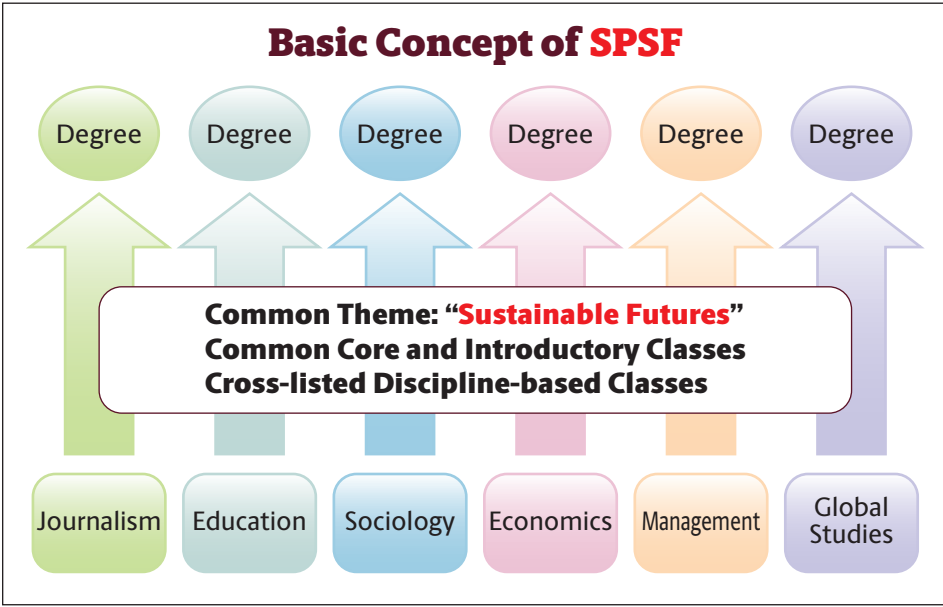 Basic Concept of SPSF
Degree Degree Degree Degree Degree Degree
Common Theme: “Sustainable Futures”
Common Core and Introductory Classes
Cross-listed Discipline-based Classes
Journalism Education Sociology Economics Management Global Studies